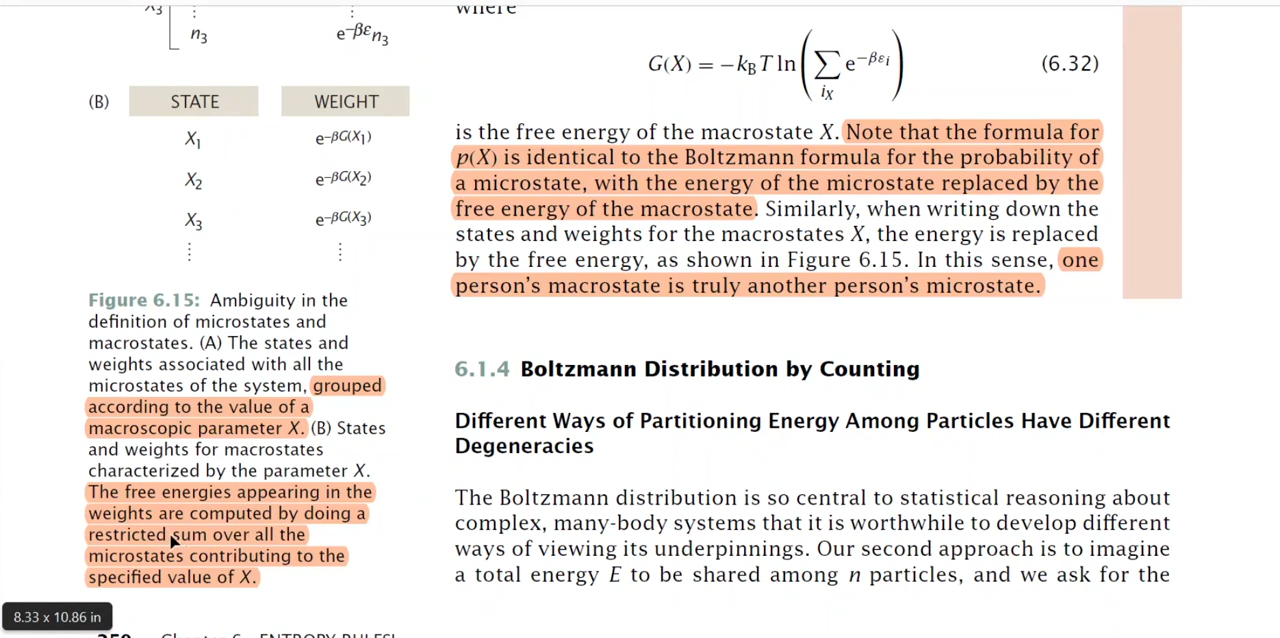 X3 ⋮ ⋮
n3 e^−βεn3
(B) STATE WEIGHT
X1 e^−βG(X1)
X2 e^−βG(X2)
X3 e^−βG(X3)
⋮ ⋮
Figure 6.15: Ambiguity in the
definition of microstates and
macrostates. (A) The states and
weights associated with all the
microstates of the system, grouped
according to the value of a
macroscopic parameter X. (B) States
and weights for macrostates
characterized by the parameter X.
The free energies appearing in the
weights are computed by doing a
restricted sum over all the
microstates contributing to the
specified value of X.
8.33 x 10.86 in
where
G(X) = −kBT ln(∑iX e^−βεi) (6.32)
is the free energy of the macrostate X. Note that the formula for
p(X) is identical to the Boltzmann formula for the probability of
a microstate, with the energy of the microstate replaced by the
free energy of the macrostate. Similarly, when writing down the
states and weights for the macrostates X, the energy is replaced
by the free energy, as shown in Figure 6.15. In this sense, one
person's macrostate is truly another person's microstate.
6.1.4 Boltzmann Distribution by Counting
Different Ways of Partitioning Energy Among Particles Have Different
Degeneracies
The Boltzmann distribution is so central to statistical reasoning about
complex, many-body systems that it is worthwhile to develop different
ways of viewing its underpinnings. Our second approach is to imagine
a total energy E to be shared among n particles, and we ask for the
Chapter 6 ENTROPY RULES!